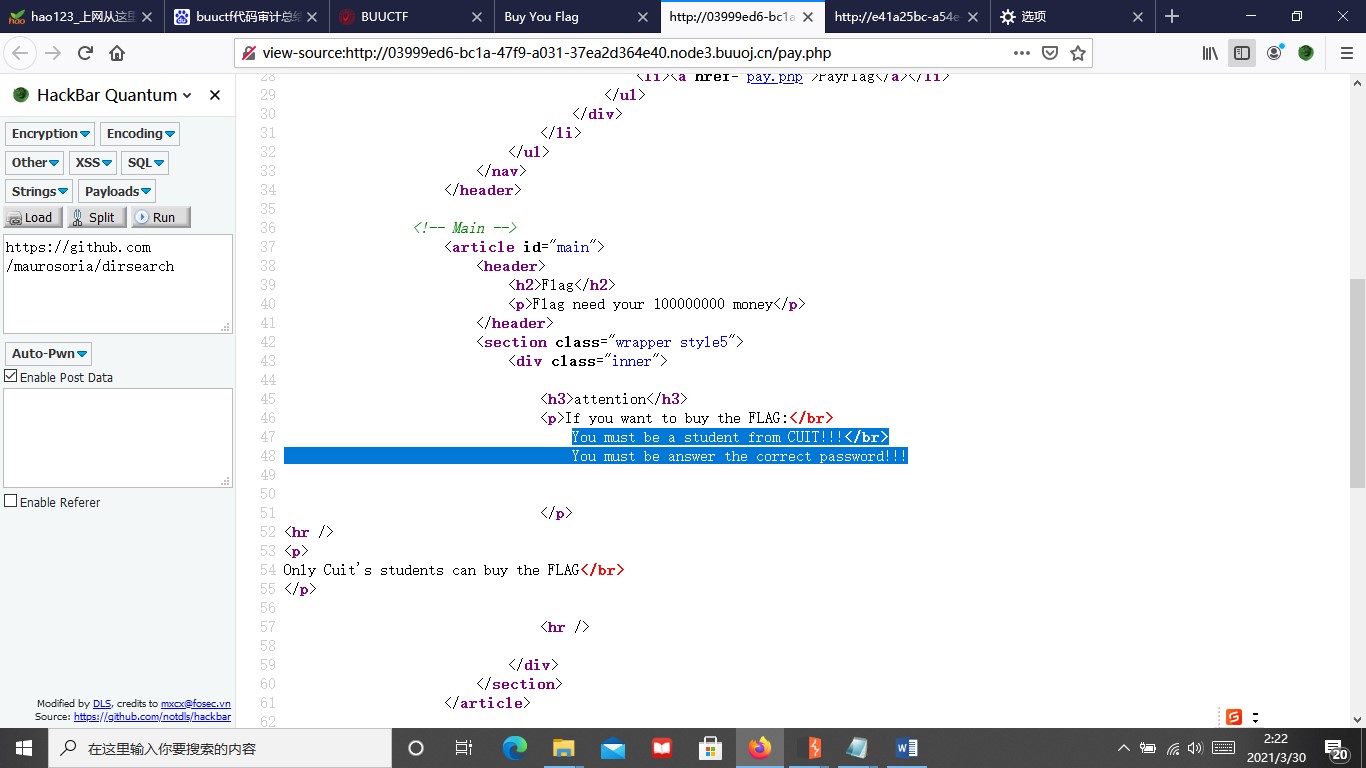 hao123_上网从这里
buuctf代码审计总结
BUUCTF
Buy You Flag
http://03999ed6-bc1a
http://e41a25bc-a54e
选项
view-source:http://03999ed6-bc1a-47f9-a031-37ea2d364e40.node3.buuoj.cn/pay.php
HackBar Quantum
Encryption
Encoding
Other
XSS
SQL
Strings
Payloads
Load
Split
Run
https://github.com
/maurosoria/dirsearch
Auto-Pwn
Enable Post Data
Enable Referer
Modified by DLS, credits to mxcx@fosec.vn
Source: https://github.com/notdls/hackbar
28 <li><a href="pay.php">PayFlag</a></li>
29 </ul>
30 </div>
31 </li>
32 </ul>
33 </nav>
34 </header>
35
36 <!-- Main -->
37 <article id="main">
38 <header>
39 <h2>Flag</h2>
40 <p>Flag need your 100000000 money</p>
41 </header>
42 <section class="wrapper style5">
43 <div class="inner">
44
45 <h3>attention</h3>
46 <p>If you want to buy the FLAG:</br>
47 You must be a student from CUIT!!!</br>
48 You must be answer the correct password!!!
49
50
51 </p>
52 <hr />
53 <p>
54 Only Cuit's students can buy the FLAG</br>
55 </p>
56
57 <hr />
58
59 </div>
60 </section>
61 </article>
62
在这里输入你要搜索的内容
2:22
2021/3/30
20